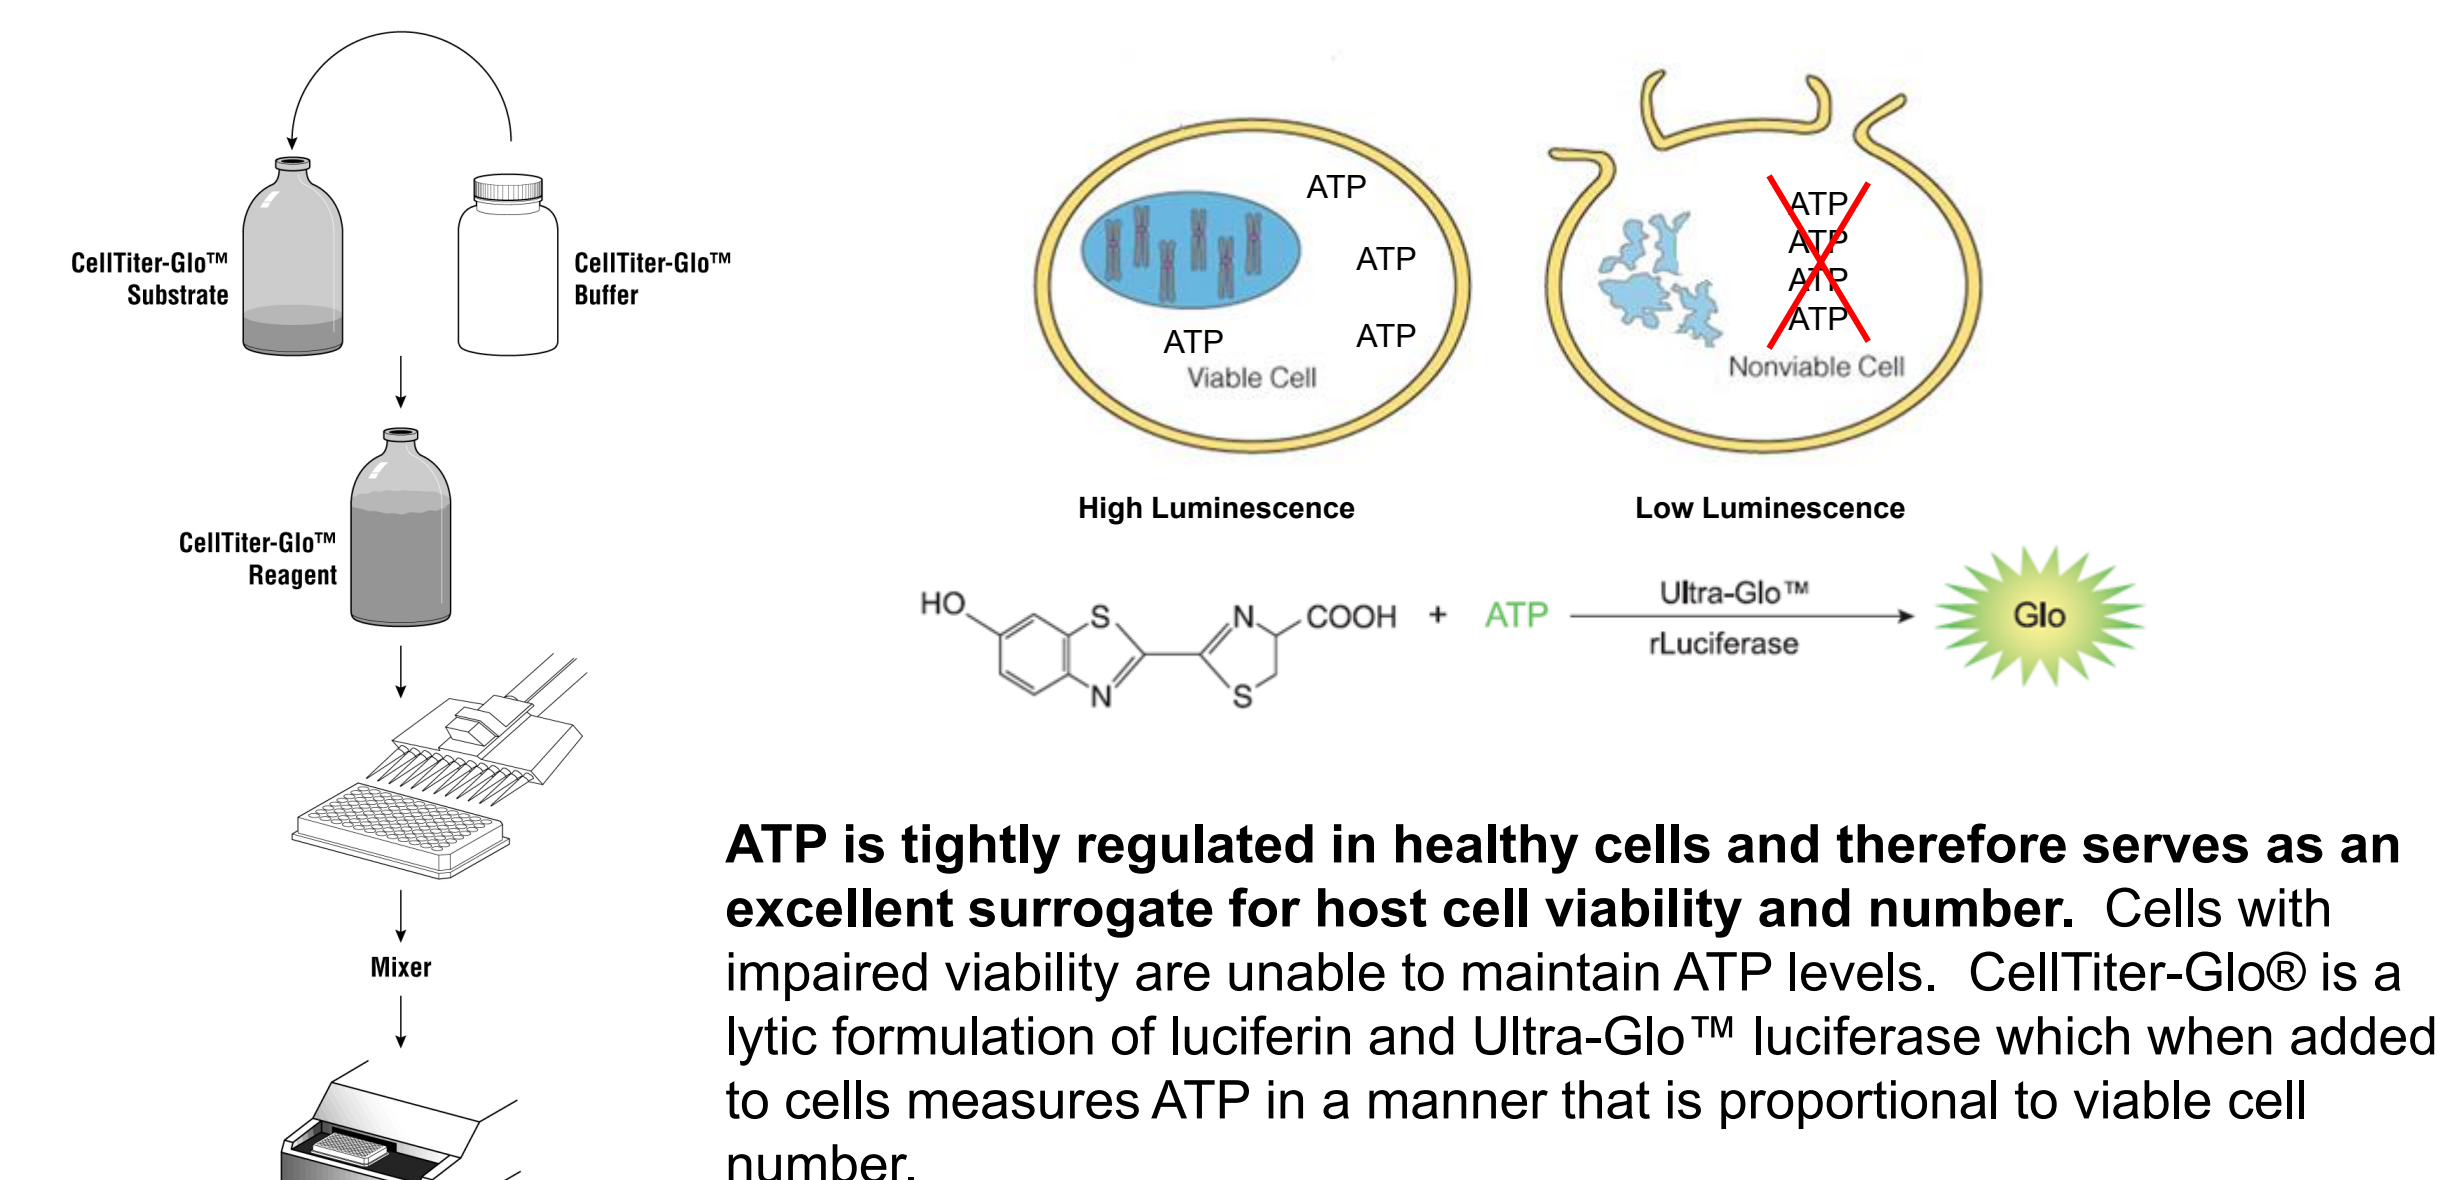 CellTiter-Glo™
Substrate
CellTiter-Glo™
Buffer
CellTiter-Glo™
Reagent
Mixer
ATP
ATP
ATP
ATP
Viable Cell
ATP
ATP
ATP
ATP
Nonviable Cell
High Luminescence
Low Luminescence
HO
S
N
N
S
COOH
+
ATP
Ultra-Glo™
rLuciferase
Glo
ATP is tightly regulated in healthy cells and therefore serves as an
excellent surrogate for host cell viability and number. Cells with
impaired viability are unable to maintain ATP levels. CellTiter-Glo® is a
lytic formulation of luciferin and Ultra-Glo™ luciferase which when added
to cells measures ATP in a manner that is proportional to viable cell
number.